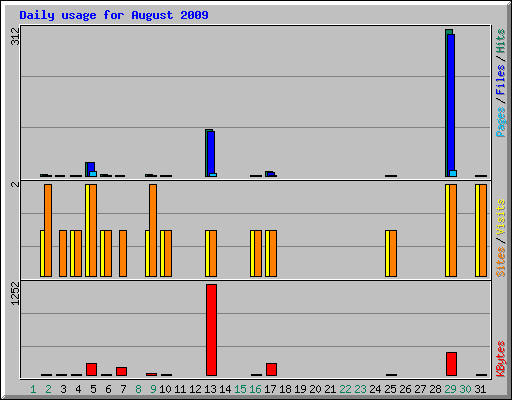 Daily usage for August 2009
312
2
1252
Pages / Files / Hits
Sites / Visits
KBytes
1 2 3 4 5 6 7 8 9 10 11 12 13 14 15 16 17 18 19 20 21 22 23 24 25 26 27 28 29 30 31